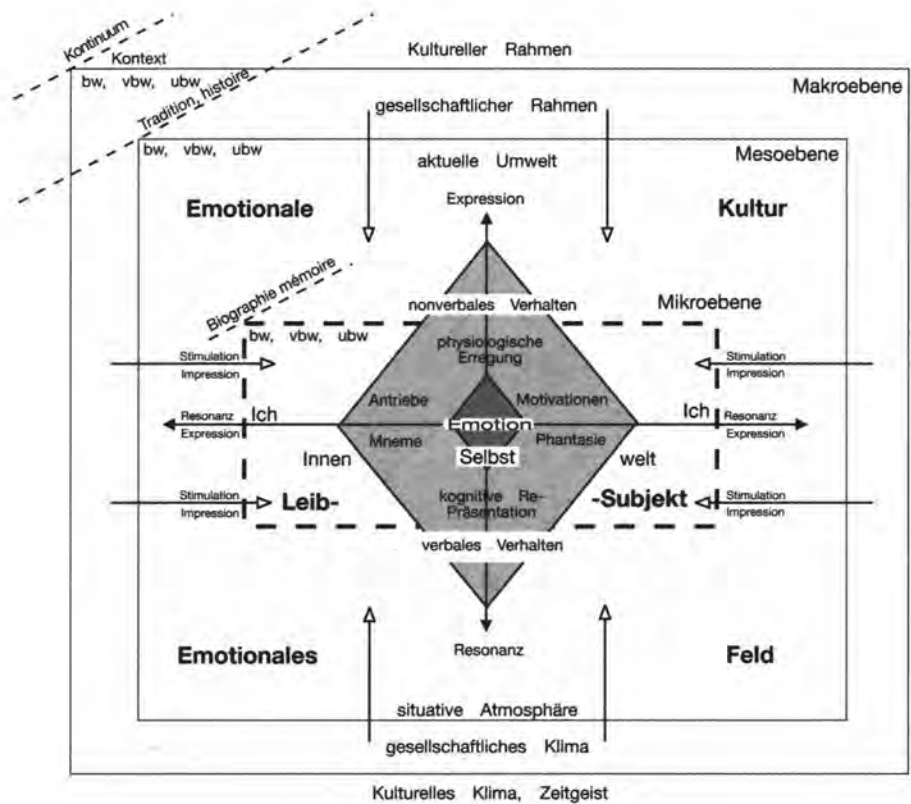 Kontinuum
Kultureller Rahmen
Kontext
bw, vbw, ubw
Makroebene
Tradition, histoire
gesellschaftlicher Rahmen
bw, vbw, ubw
Mesoebene
aktuelle Umwelt
Emotionale
Expression
Kultur
Biographie mémoire
nonverbales Verhalten
Mikroebene
bw, vbw, ubw
physiologische
Erregung
Stimulation
Impression
Stimulation
Impression
Antriebe
Motivationen
Resonanz
Expression
Ich
Emotion
Ich
Resonanz
Expression
Mneme
Phantasie
Innen
Selbst
welt
Stimulation
Impression
Leib-
kognitive Re-
Präsentation
-Subjekt
Stimulation
Impression
verbales Verhalten
Emotionales
Resonanz
Feld
situative Atmosphäre
gesellschaftliches Klima
Kulturelles Klima, Zeitgeist